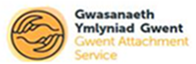 Gwasanaeth
Ymlyniad Gwent
Gwent Attachment
Service